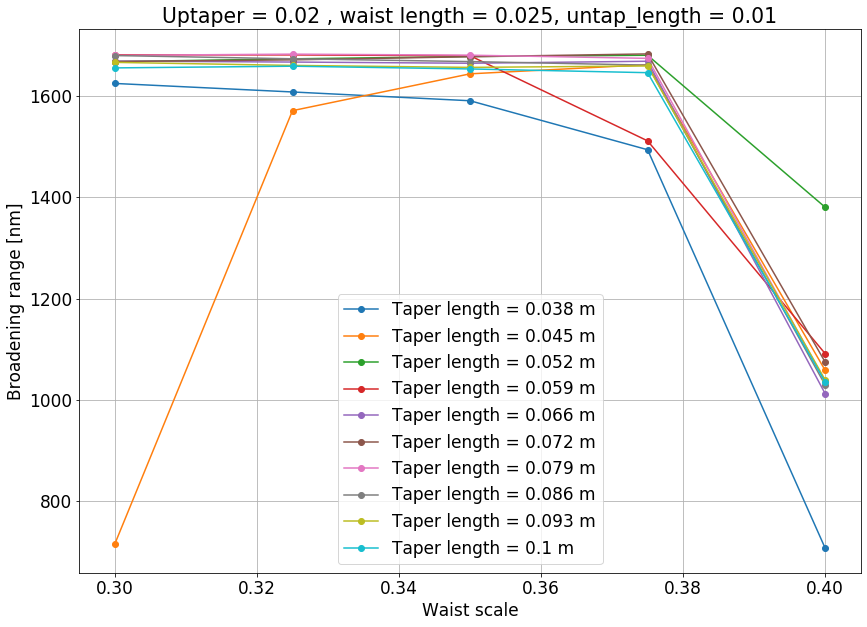 Uptaper = 0.02 , waist length = 0.025, untap_length = 0.01
Broadening range [nm]
1600
1400
1200
1000
800
Taper length = 0.038 m
Taper length = 0.045 m
Taper length = 0.052 m
Taper length = 0.059 m
Taper length = 0.066 m
Taper length = 0.072 m
Taper length = 0.079 m
Taper length = 0.086 m
Taper length = 0.093 m
Taper length = 0.1 m
0.30 0.32 0.34 0.36 0.38 0.40
Waist scale